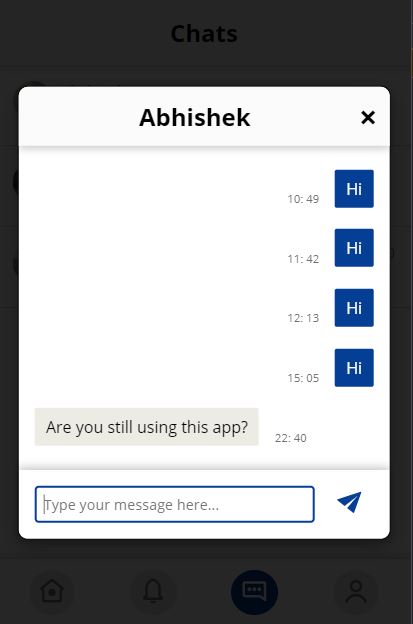 Chats
Abhishek
Hi
10: 49
Hi
11: 42
Hi
12: 13
Hi
15: 05
Are you still using this app?
22: 40
Type your message here...